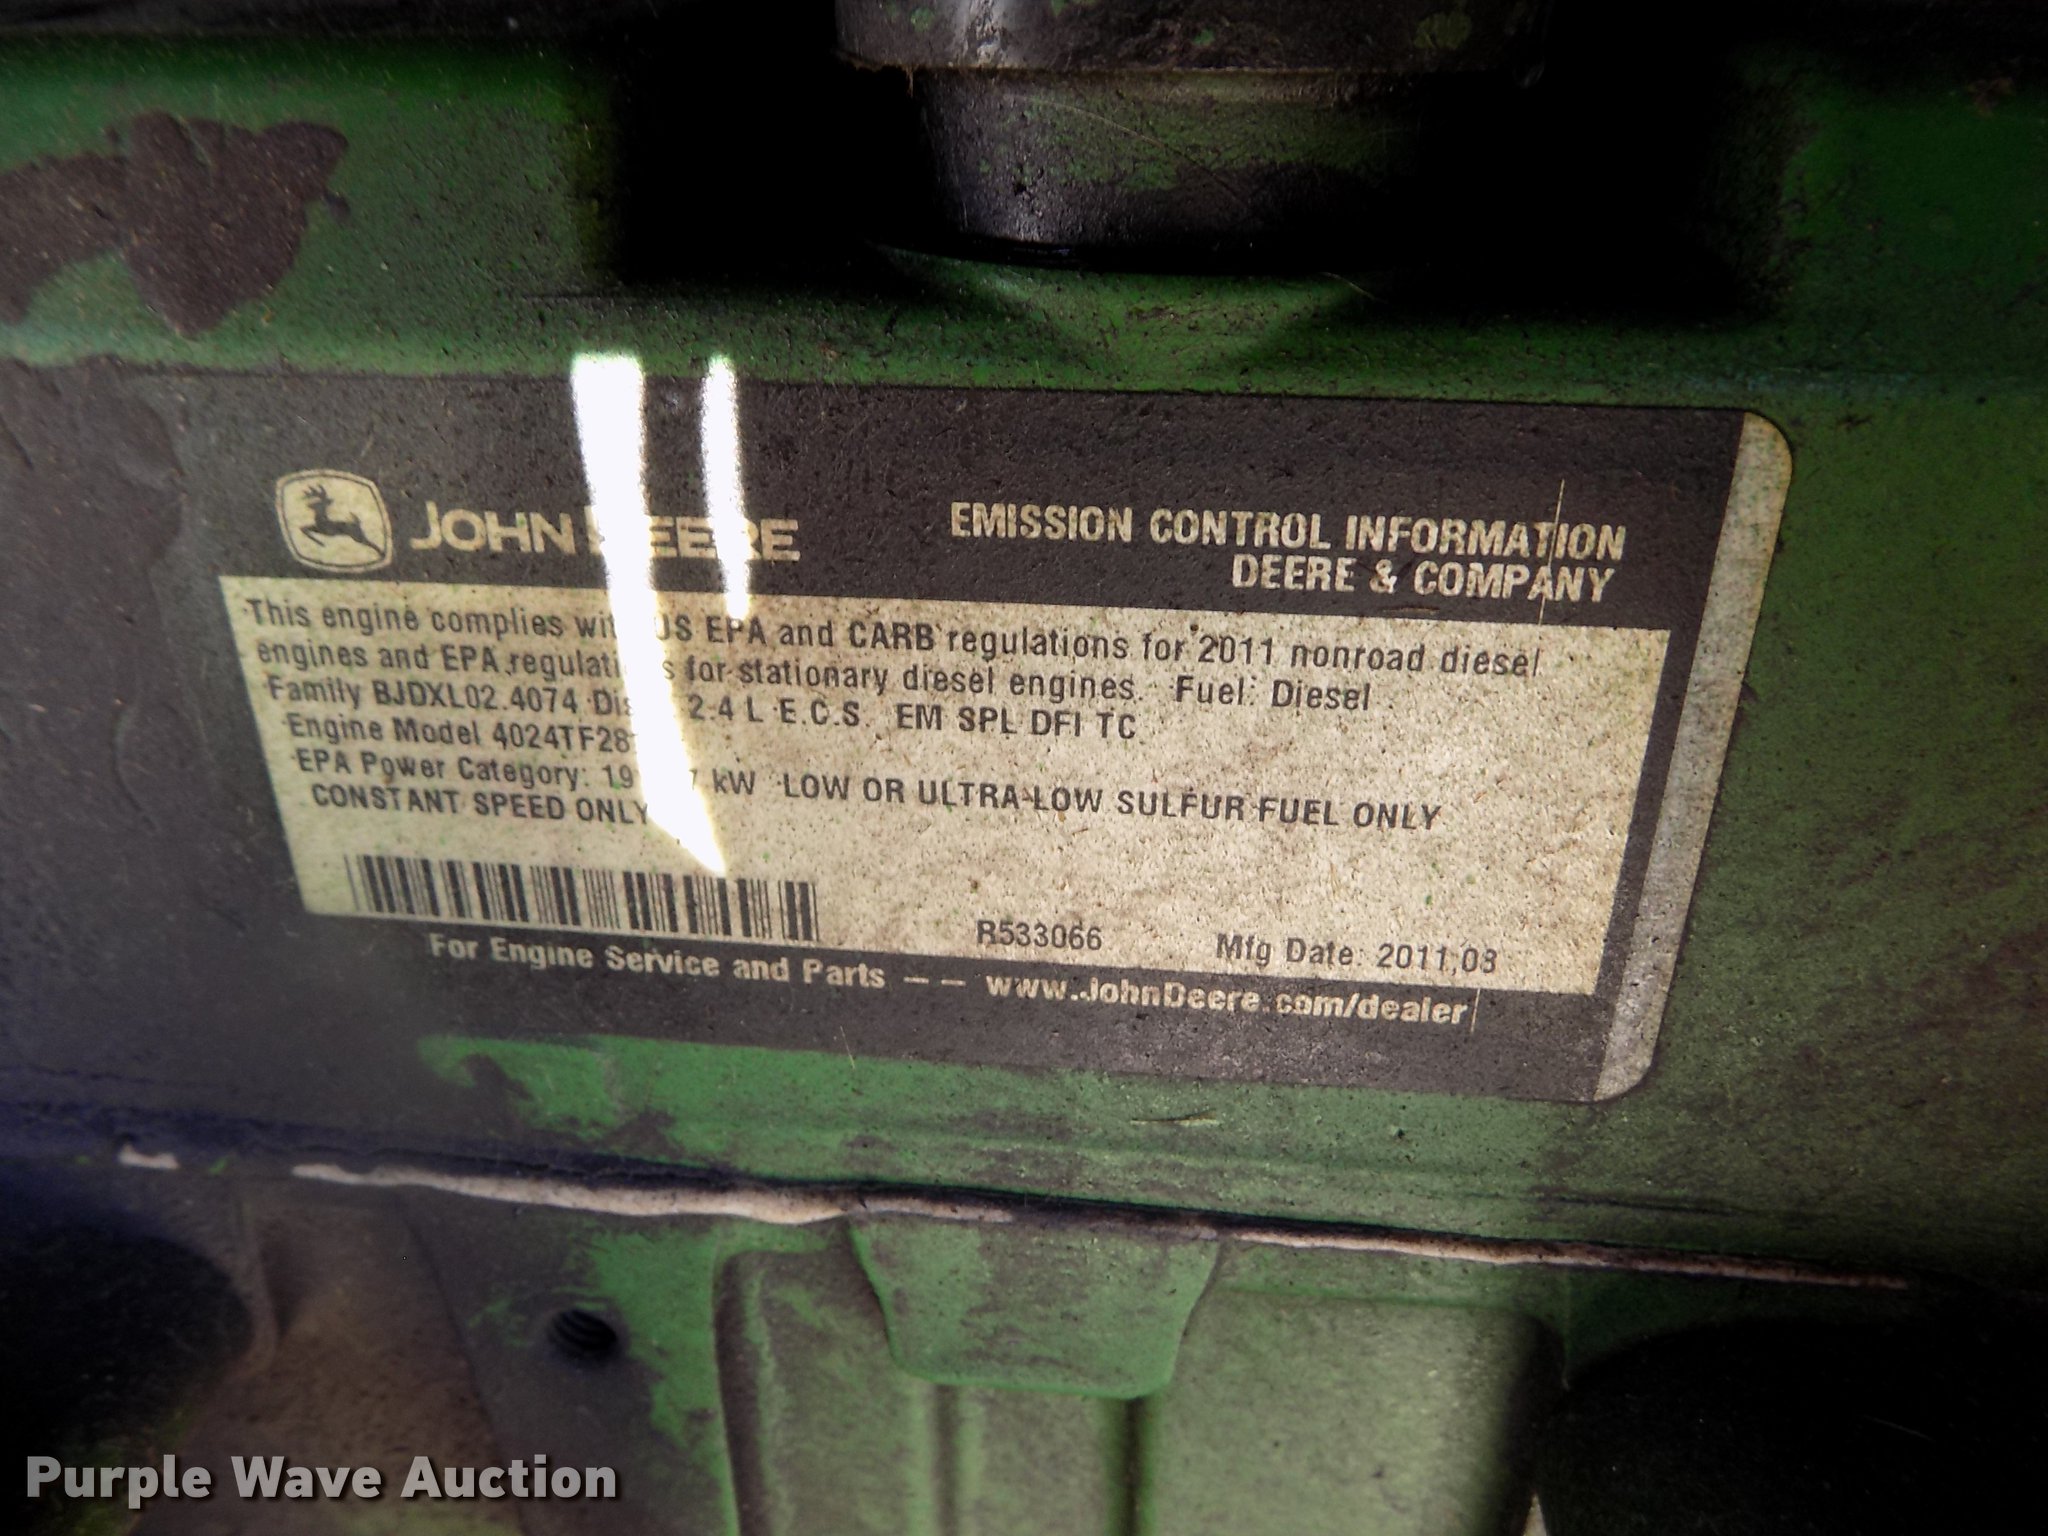 JOHN DEERE
EMISSION CONTROL INFORMATION
DEERE & COMPANY
This engine complies US EPA and CARB regulations for 2011 nonroad diesel
engines and EPA for stationary diesel engines. Fuel: Diesel
Family BJDXL02.4074 2.4 L E.C.S. EM SPL DFI TC
Engine Model
EPA Power Category: kW LOW OR ULTRA-LOW SULFUR FUEL ONLY
CONSTANT SPEED ONLY
R533066 Mfg Date: 2011,08
For Engine Service and Parts -- www.JohnDeere.com/dealer
Purple Wave Auction